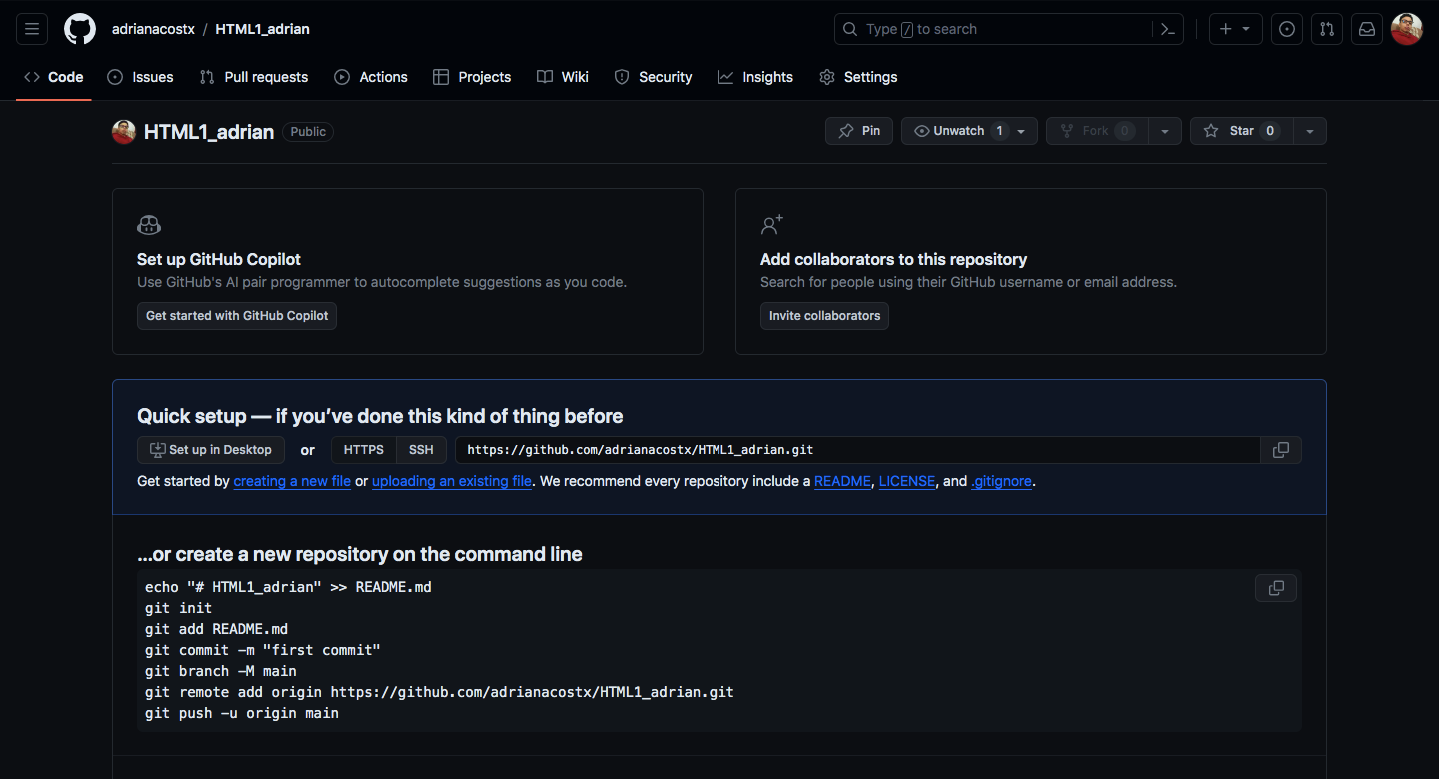 adrianacostx / HTML1_adrian
Type / to search
Code Issues Pull requests Actions Projects Wiki Security Insights Settings
HTML1_adrian Public
Pin Unwatch 1 Fork 0 Star 0
Set up GitHub Copilot
Use GitHub's AI pair programmer to autocomplete suggestions as you code.
Get started with GitHub Copilot
Add collaborators to this repository
Search for people using their GitHub username or email address.
Invite collaborators
Quick setup — if you’ve done this kind of thing before
Set up in Desktop or HTTPS SSH https://github.com/adrianacostx/HTML1_adrian.git
Get started by creating a new file or uploading an existing file. We recommend every repository include a README, LICENSE, and .gitignore.
…or create a new repository on the command line
echo "# HTML1_adrian" >> README.md
git init
git add README.md
git commit -m "first commit"
git branch -M main
git remote add origin https://github.com/adrianacostx/HTML1_adrian.git
git push -u origin main